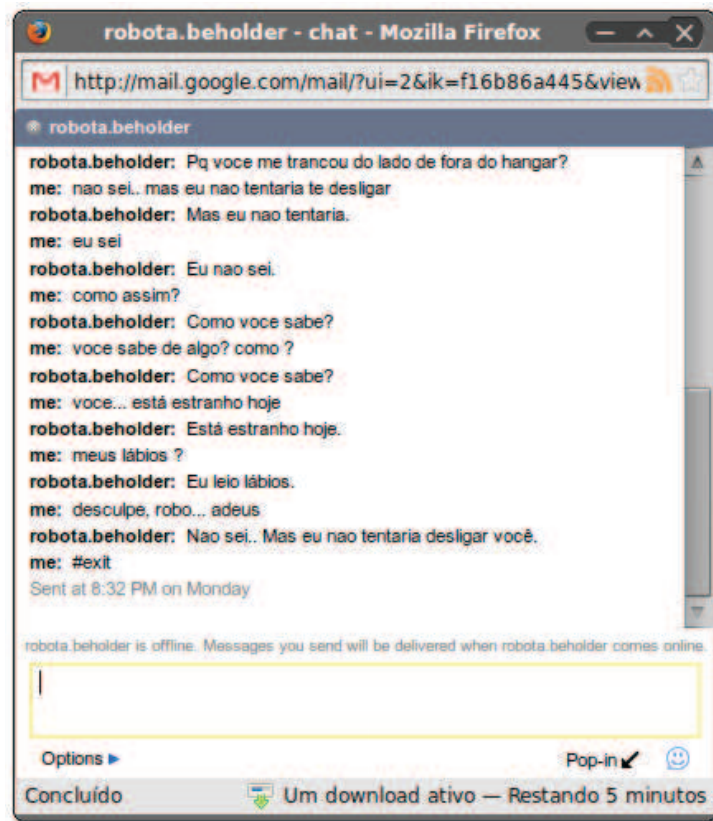 robota.beholder - chat - Mozilla Firefox
http://mail.google.com/mail/?ui=2&ik=f16b86a445&view
robota.beholder
robota.beholder: Pq voce me trancou do lado de fora do hangar?
me: nao sei.. mas eu nao tentaria te desligar
robota.beholder: Mas eu nao tentaria.
me: eu sei
robota.beholder: Eu nao sei.
me: como assim?
robota.beholder: Como voce sabe?
me: voce sabe de algo? como ?
robota.beholder: Como voce sabe?
me: voce... está estranho hoje
robota.beholder: Está estranho hoje.
me: meus lábios ?
robota.beholder: Eu leio lábios.
me: desculpe, robo... adeus
robota.beholder: Nao sei.. Mas eu nao tentaria desligar você.
me: #exit
Sent at 8:32 PM on Monday
robota.beholder is offline. Messages you send will be delivered when robota.beholder comes online.
Options
Pop-in
Concluído
Um download ativo — Restando 5 minutos